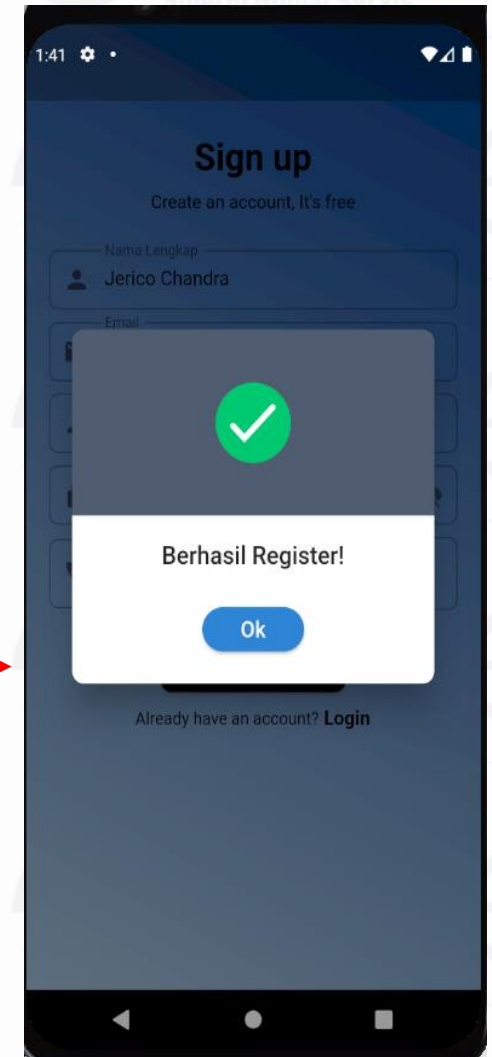 1:41
Sign up
Create an account, It's free
Nama Lengkap
Jerico Chandra
Email
Berhasil Register!
Ok
Already have an account? Login